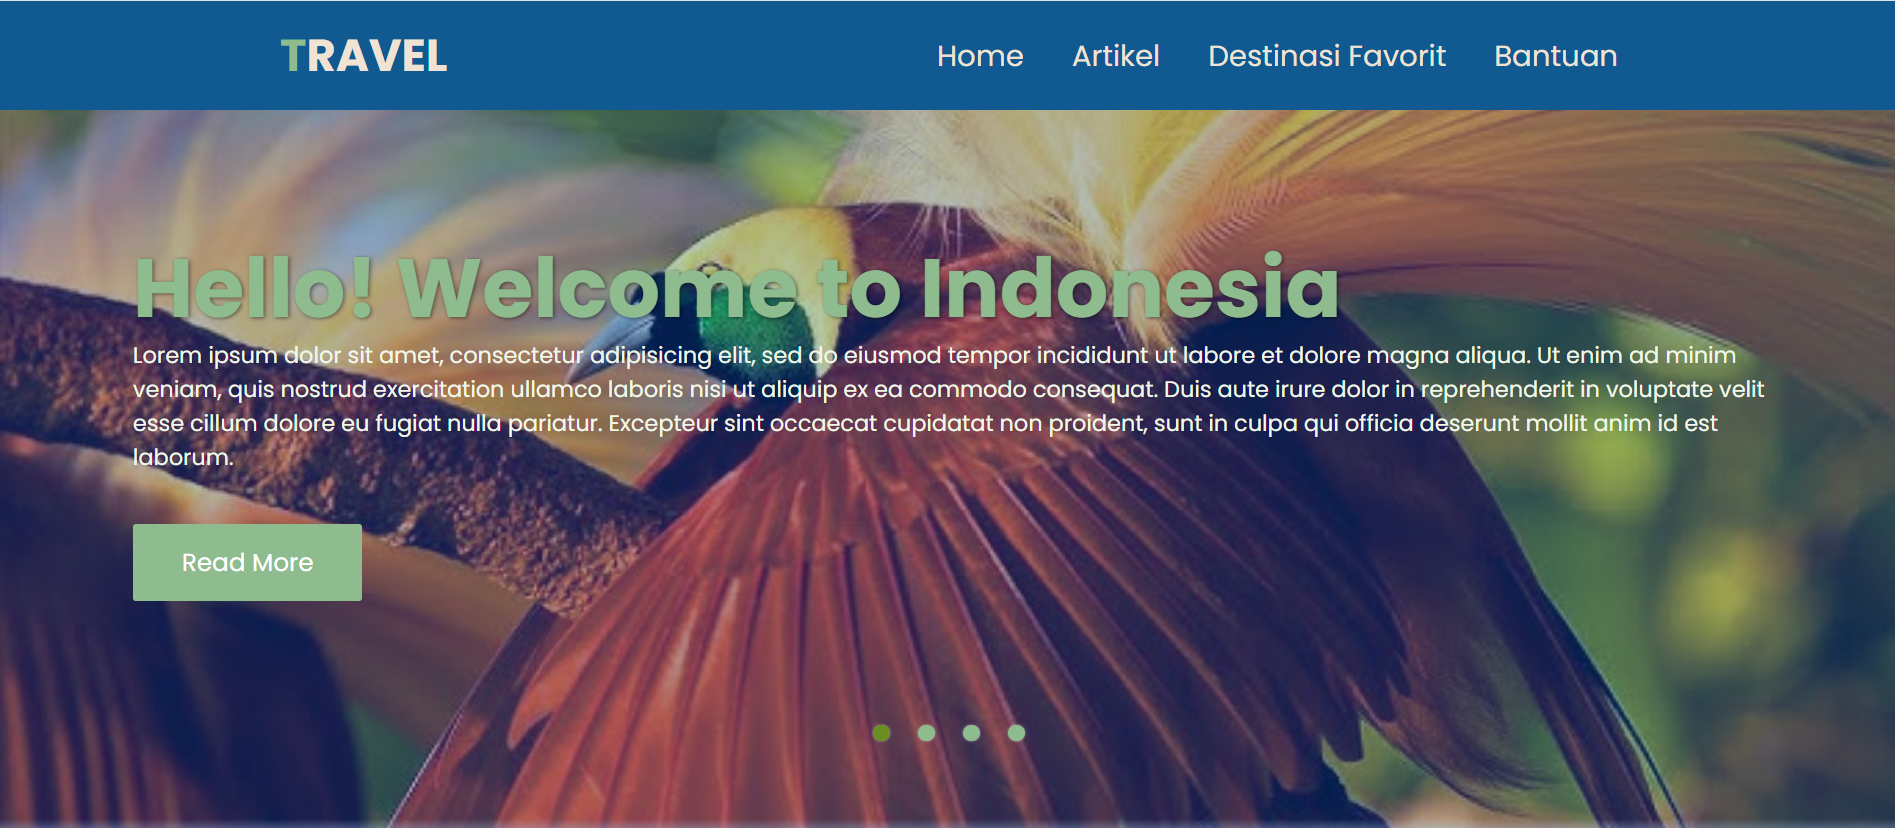 TRAVEL
Home Artikel Destinasi Favorit Bantuan
Hello! Welcome to Indonesia
Lorem ipsum dolor sit amet, consectetur adipisicing elit, sed do eiusmod tempor incididunt ut labore et dolore magna aliqua. Ut enim ad minim
veniam, quis nostrud exercitation ullamco laboris nisi ut aliquip ex ea commodo consequat. Duis aute irure dolor in reprehenderit in voluptate velit
esse cillum dolore eu fugiat nulla pariatur. Excepteur sint occaecat cupidatat non proident, sunt in culpa qui officia deserunt mollit anim id est
laborum.
Read More